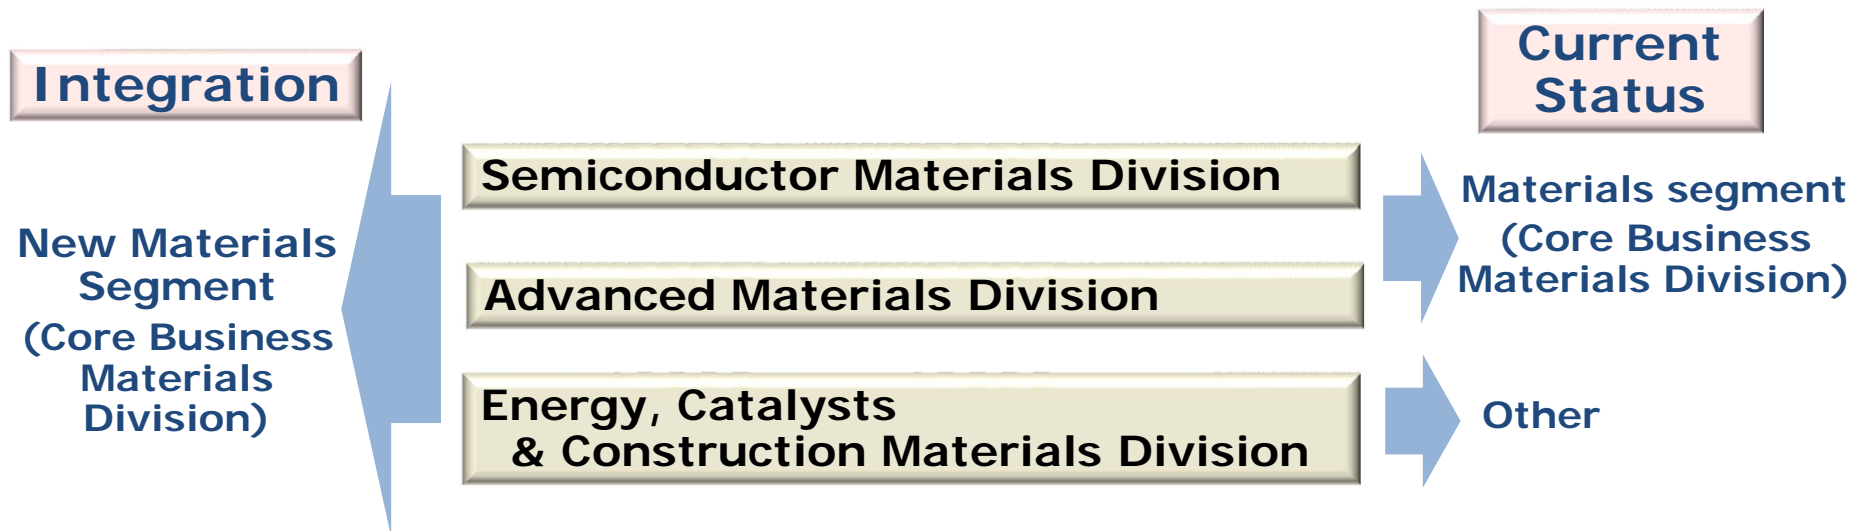 Integration
New Materials
Segment
(Core Business
Materials
Division)
Semiconductor Materials Division
Advanced Materials Division
Energy, Catalysts
& Construction Materials Division
Current
Status
Materials segment
(Core Business
Materials Division)
Other